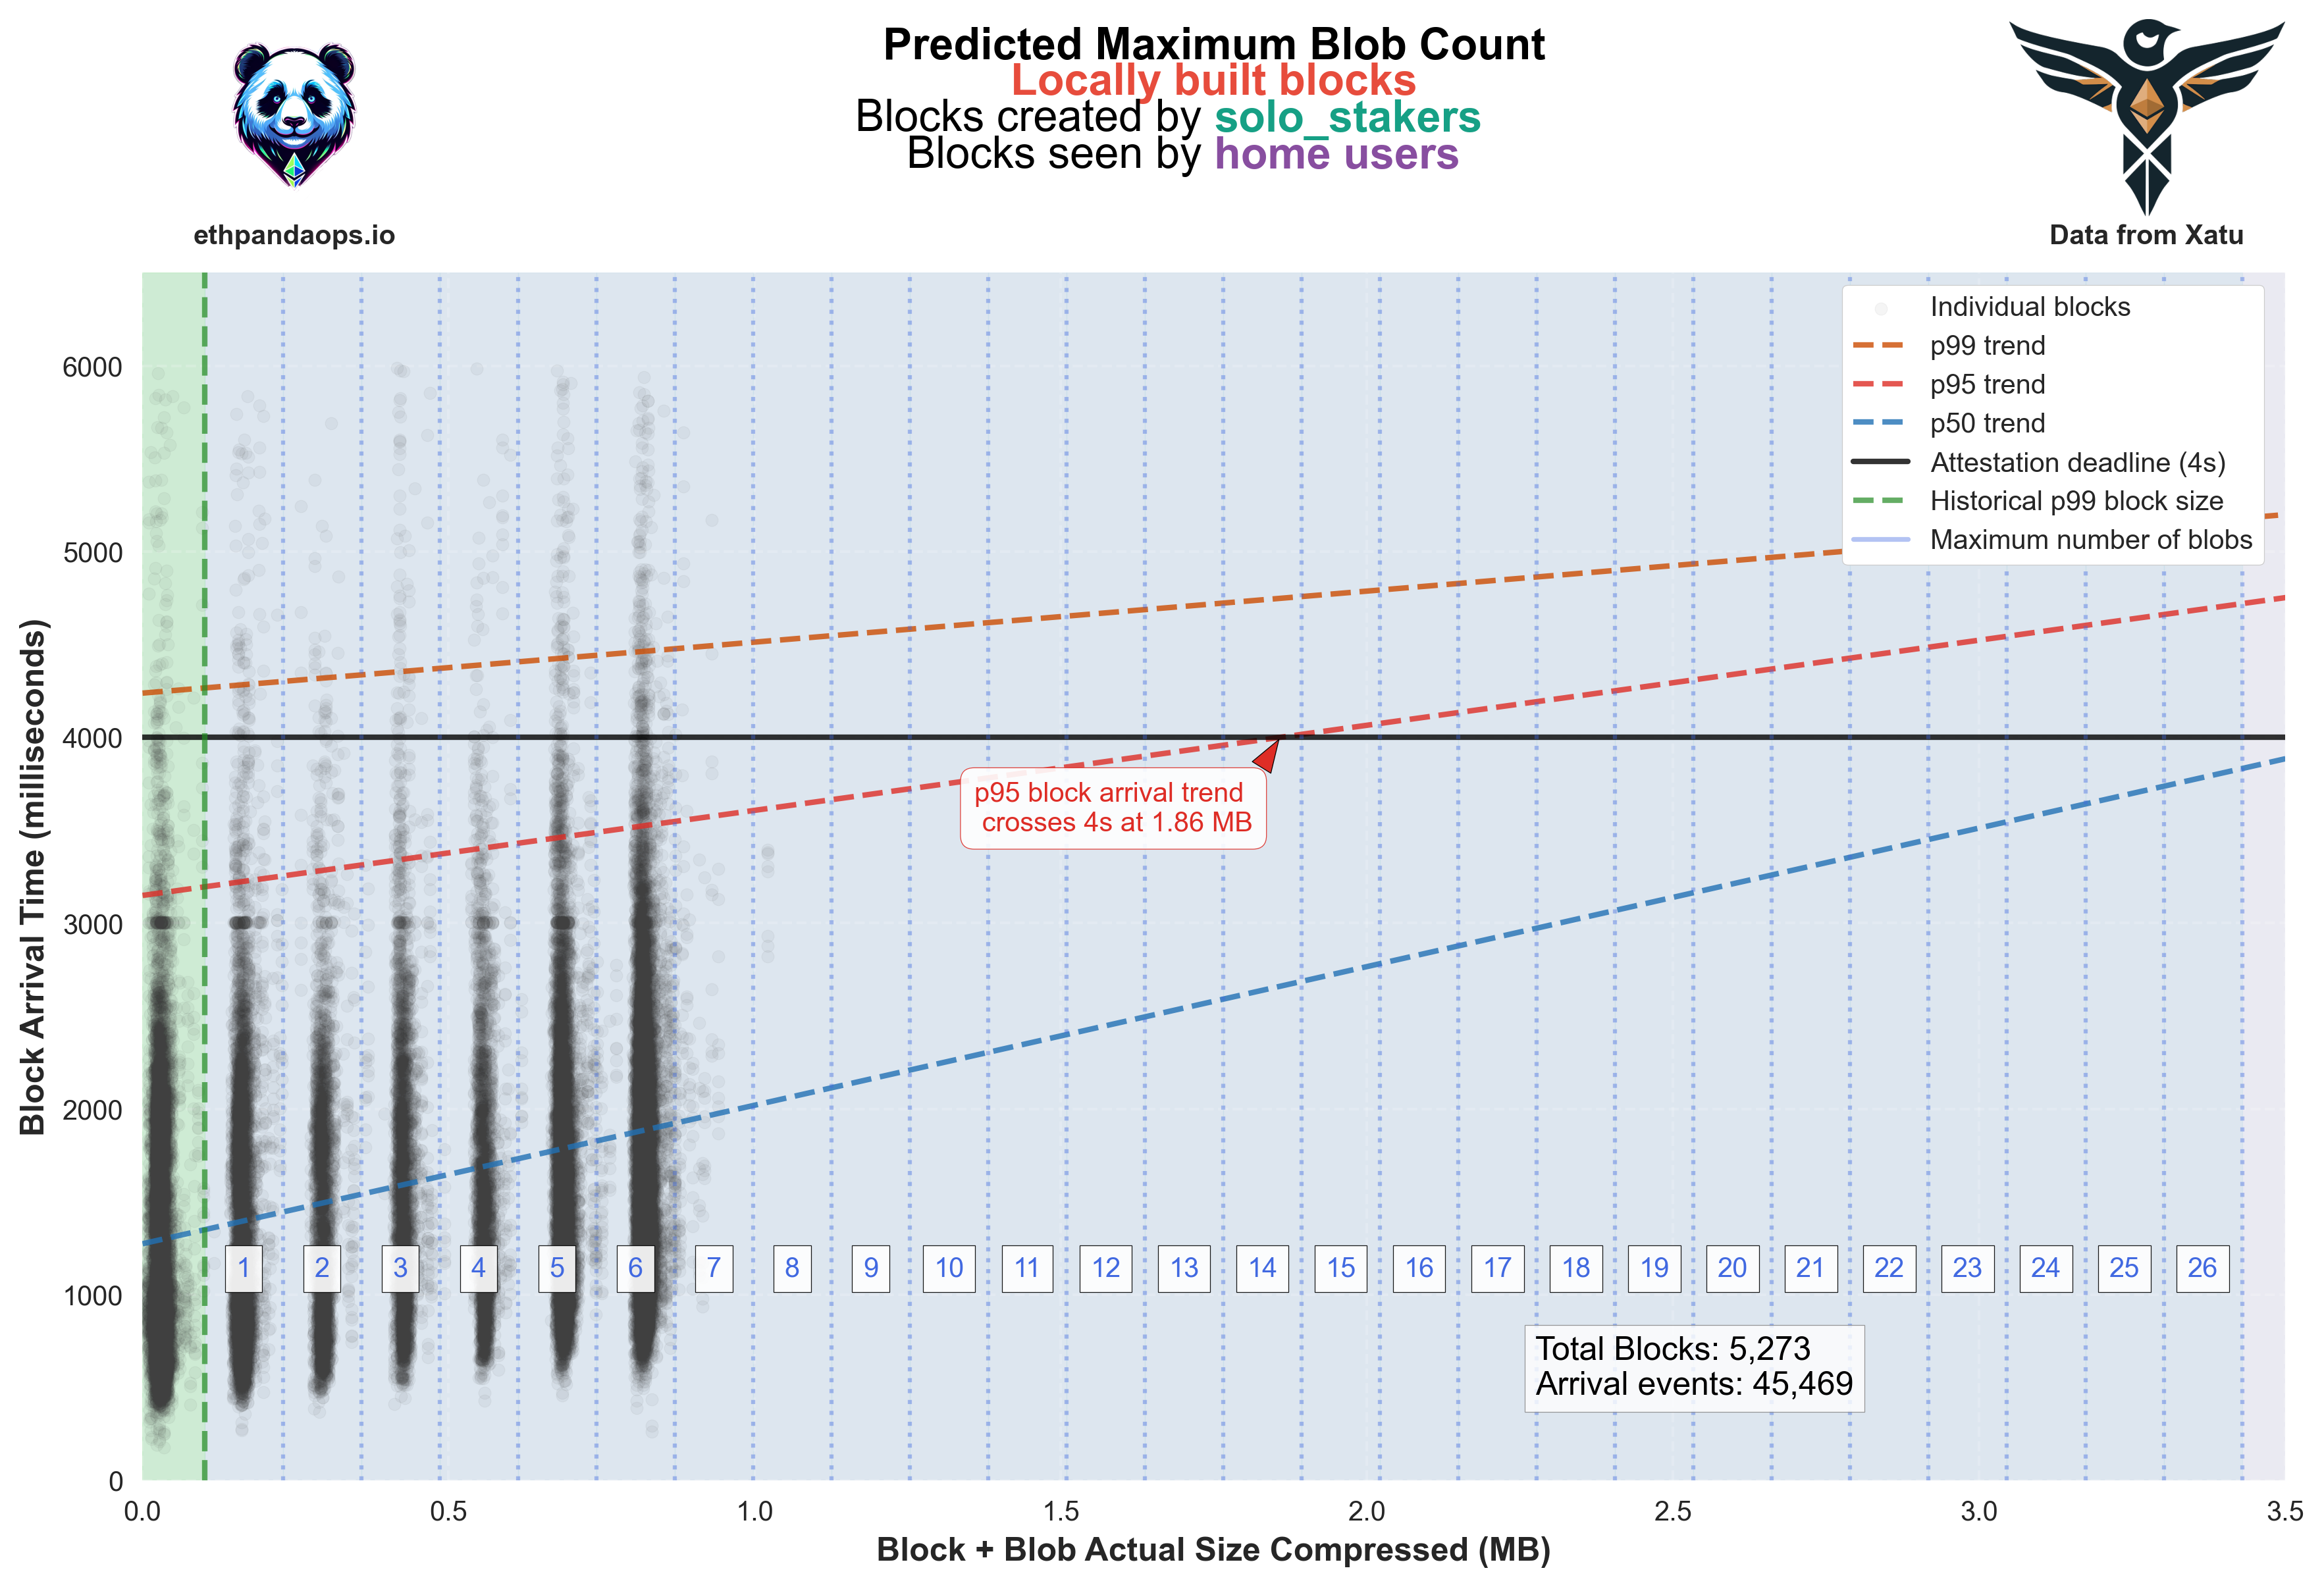 Predicted Maximum Blob Count
Locally built blocks
Blocks created by solo_stakers
Blocks seen by home users
ethpandaops.io
Data from Xatu
Individual blocks
p99 trend
p95 trend
p50 trend
Attestation deadline (4s)
Historical p99 block size
Maximum number of blobs
Block Arrival Time (milliseconds)
6000
5000
4000
3000
2000
1000
0
p95 block arrival trend
crosses 4s at 1.86 MB
1 2 3 4 5 6 7 8 9 10 11 12 13 14 15 16 17 18 19 20 21 22 23 24 25 26
Total Blocks: 5,273
Arrival events: 45,469
0.0 0.5 1.0 1.5 2.0 2.5 3.0 3.5
Block + Blob Actual Size Compressed (MB)